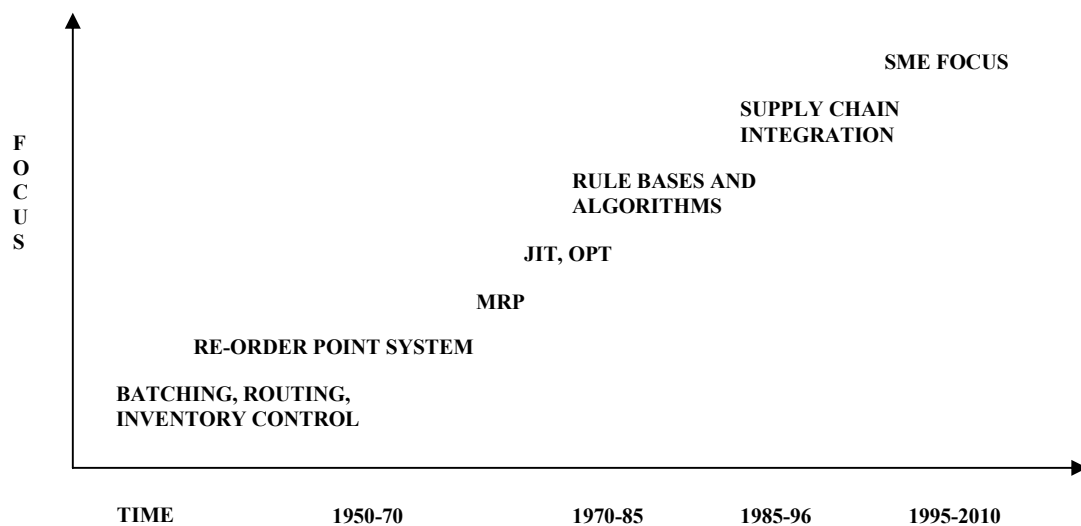 SME FOCUS
SUPPLY CHAIN
INTEGRATION
F
O
C
U
S
RULE BASES AND
ALGORITHMS
JIT, OPT
MRP
RE-ORDER POINT SYSTEM
BATCHING, ROUTING,
INVENTORY CONTROL
TIME 1950-70 1970-85 1985-96 1995-2010